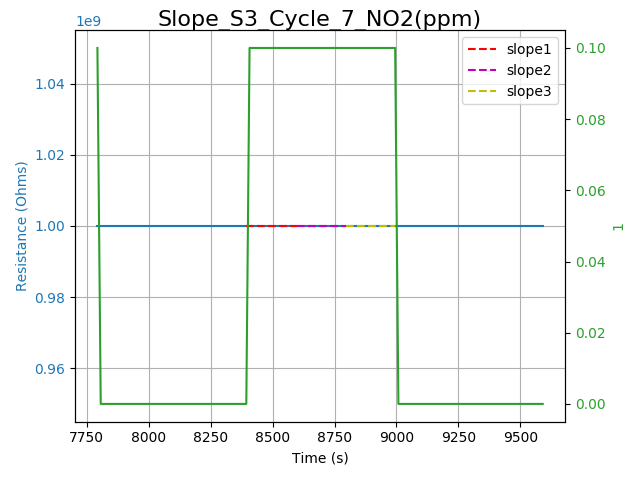 Slope_S3_Cycle_7_NO2(ppm)
1e9
slope1
slope2
slope3
1.04
1.02
1.00
0.98
0.96
Resistance (Ohms)
0.10
0.08
0.06
0.04
0.02
0.00
1
7750 8000 8250 8500 8750 9000 9250 9500
Time (s)